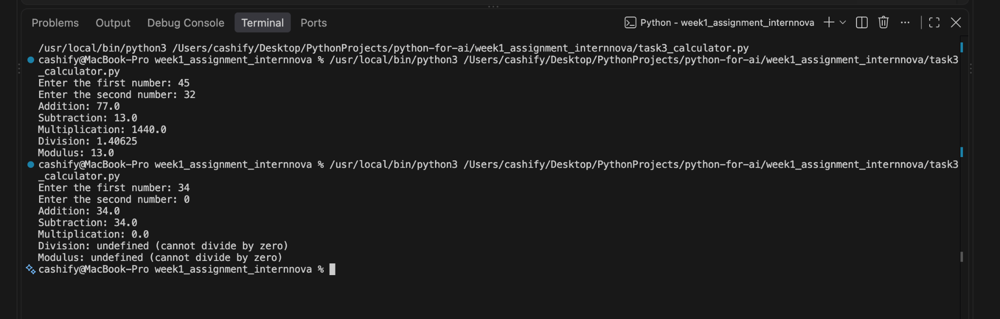 Problems Output Debug Console Terminal Ports Python - week1_assignment_internnova
/usr/local/bin/python3 /Users/cashify/Desktop/PythonProjects/python-for-ai/week1_assignment_internnova/task3_calculator.py
cashify@MacBook-Pro week1_assignment_internnova % /usr/local/bin/python3 /Users/cashify/Desktop/PythonProjects/python-for-ai/week1_assignment_internnova/task3
_calculator.py
Enter the first number: 45
Enter the second number: 32
Addition: 77.0
Subtraction: 13.0
Multiplication: 1440.0
Division: 1.40625
Modulus: 13.0
cashify@MacBook-Pro week1_assignment_internnova % /usr/local/bin/python3 /Users/cashify/Desktop/PythonProjects/python-for-ai/week1_assignment_internnova/task3
_calculator.py
Enter the first number: 34
Enter the second number: 0
Addition: 34.0
Subtraction: 34.0
Multiplication: 0.0
Division: undefined (cannot divide by zero)
Modulus: undefined (cannot divide by zero)
cashify@MacBook-Pro week1_assignment_internnova %